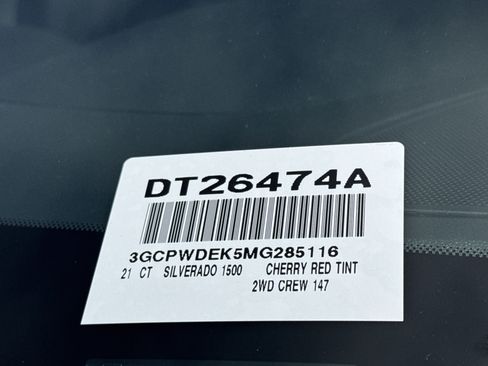 DT26474A
3GCPWDEK5MG285116
21 CT SILVERADO 1500 CHERRY RED TINT
2WD CREW 147